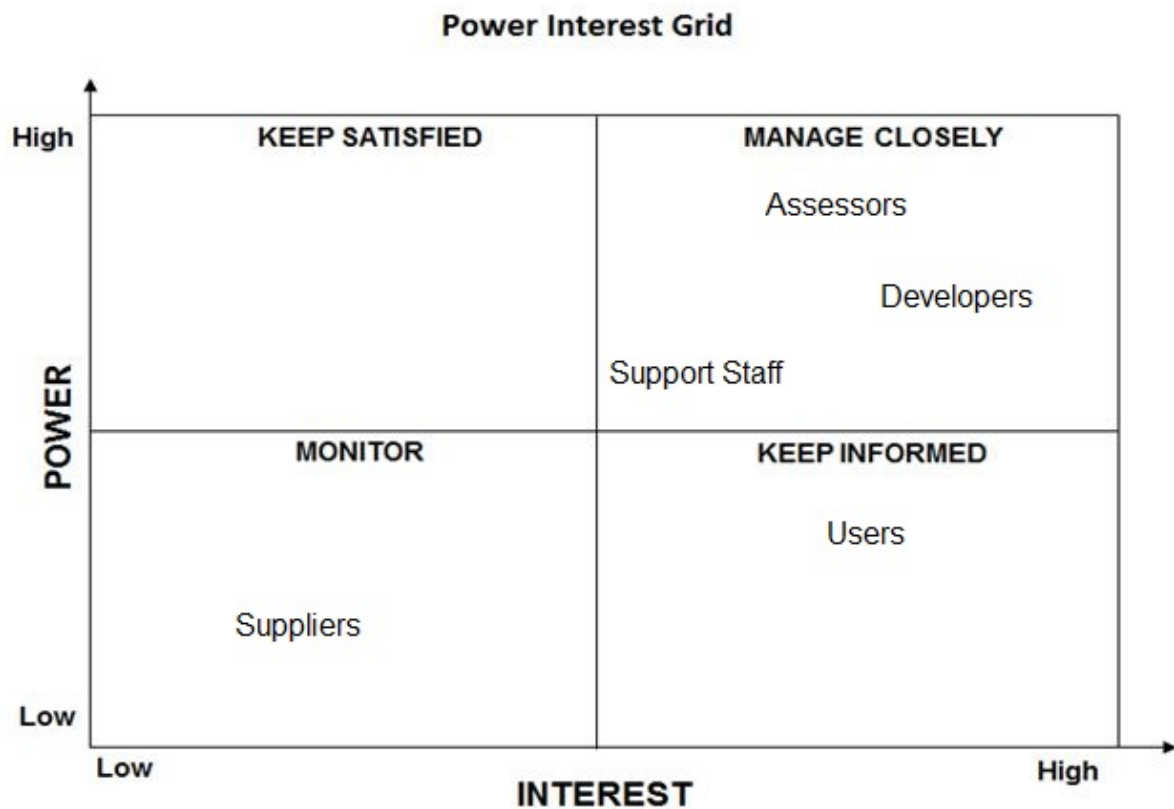 Power Interest Grid
High
KEEP SATISFIED
MANAGE CLOSELY
Assessors
Developers
Support Staff
POWER
MONITOR
KEEP INFORMED
Users
Suppliers
Low
Low
High
INTEREST